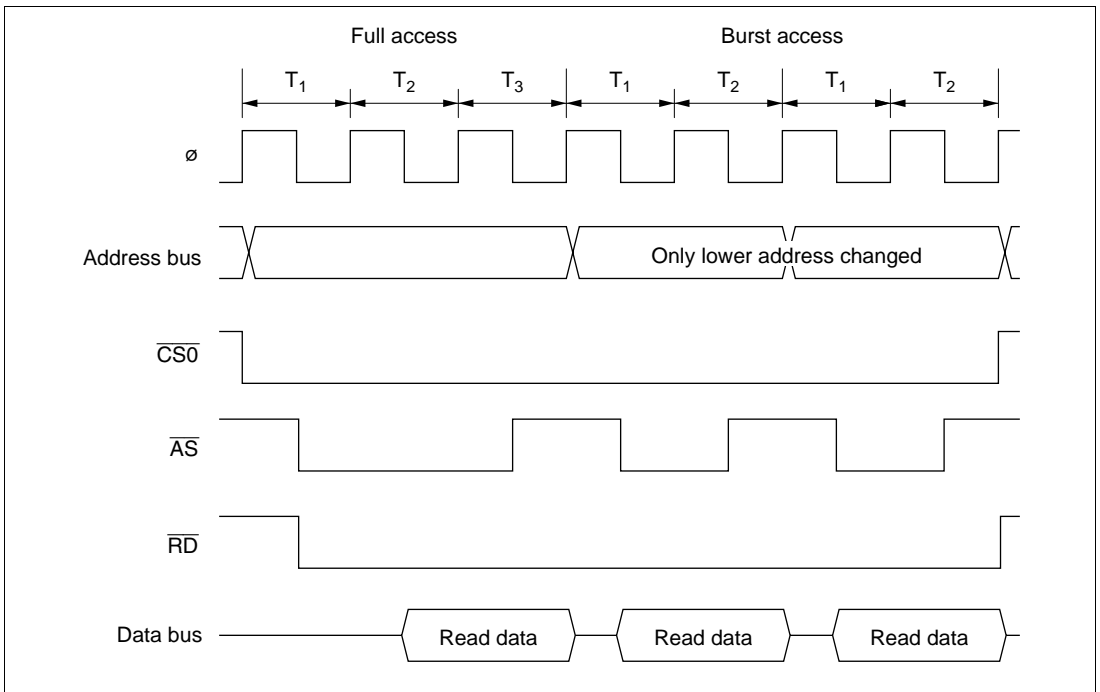 Full access Burst access
T1 T2 T3 T1 T2 T1 T2
ø
Address bus Only lower address changed
CS0
AS
RD
Data bus Read data Read data Read data